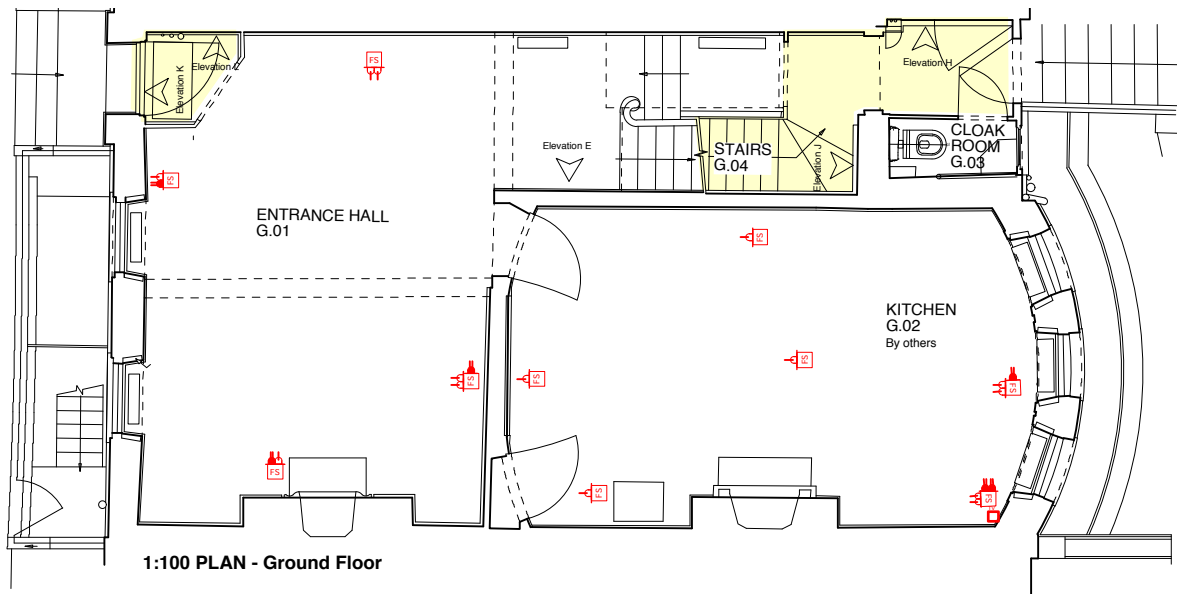 Elevation K
Elevation
Elevation H
FS
CLOAK
ROOM
G.03
Elevation E
STAIRS
G.04
Elevation J
FS
ENTRANCE HALL
G.01
FS
KITCHEN
G.02
By others
FS
FS
FS
FS
FS
FS
FS
1:100 PLAN - Ground Floor